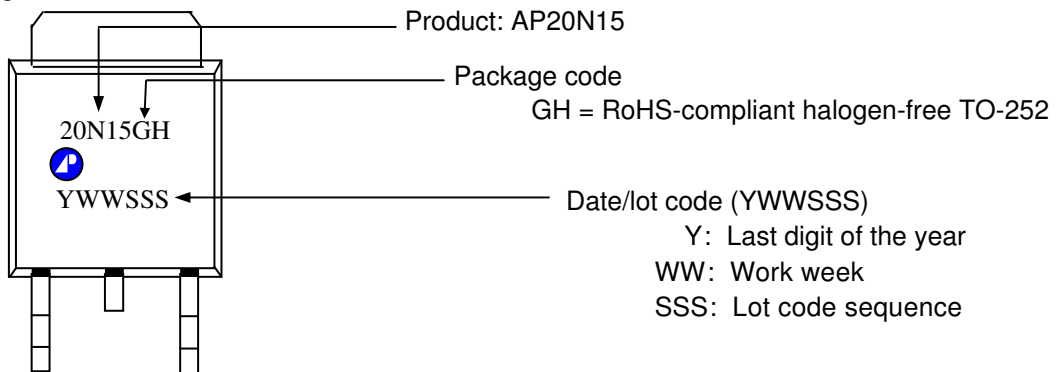 Product: AP20N15
Package code
GH = RoHS-compliant halogen-free TO-252
20N15GH
YWWSSS
Date/lot code (YWWSSS)
Y: Last digit of the year
WW: Work week
SSS: Lot code sequence